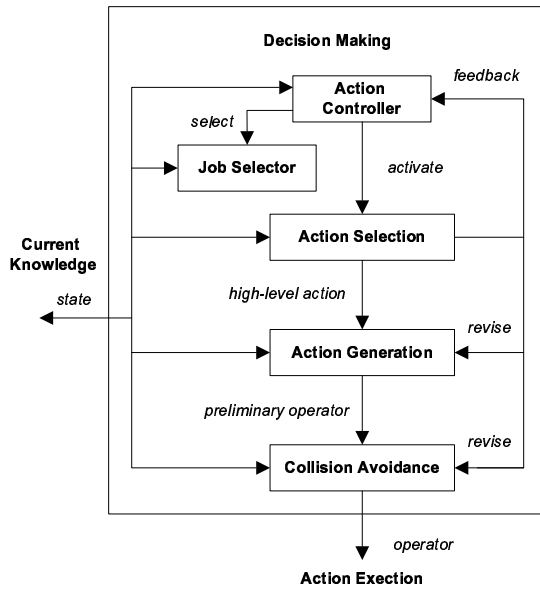 Decision Making
feedback
Action
Controller
select
Job Selector
activate
Action Selection
Current
Knowledge
state
high-level action
revise
Action Generation
preliminary operator
revise
Collision Avoidance
operator
Action Exection